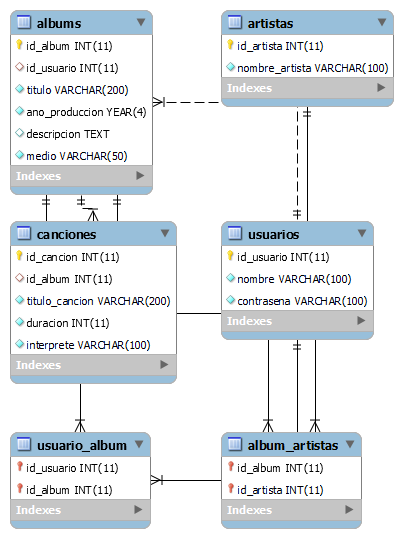 albums
id_album INT(11)
id_usuario INT(11)
titulo VARCHAR(200)
ano_produccion YEAR(4)
descripcion TEXT
medio VARCHAR(50)
Indexes
artistas
id_artista INT(11)
nombre_artista VARCHAR(100)
Indexes
canciones
id_cancion INT(11)
id_album INT(11)
titulo_cancion VARCHAR(200)
duracion INT(11)
interprete VARCHAR(100)
Indexes
usuarios
id_usuario INT(11)
nombre VARCHAR(100)
contrasena VARCHAR(100)
Indexes
usuario_album
id_usuario INT(11)
id_album INT(11)
Indexes
album_artistas
id_album INT(11)
id_artista INT(11)
Indexes